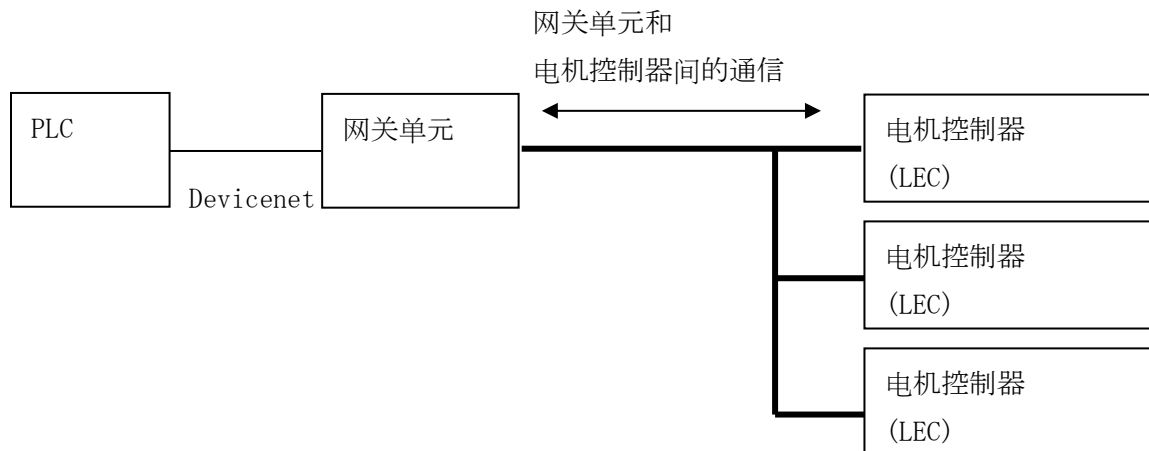 网关单元和
电机控制器间的通信
PLC
网关单元
Devicenet
电机控制器
(LEC)
电机控制器
(LEC)
电机控制器
(LEC)